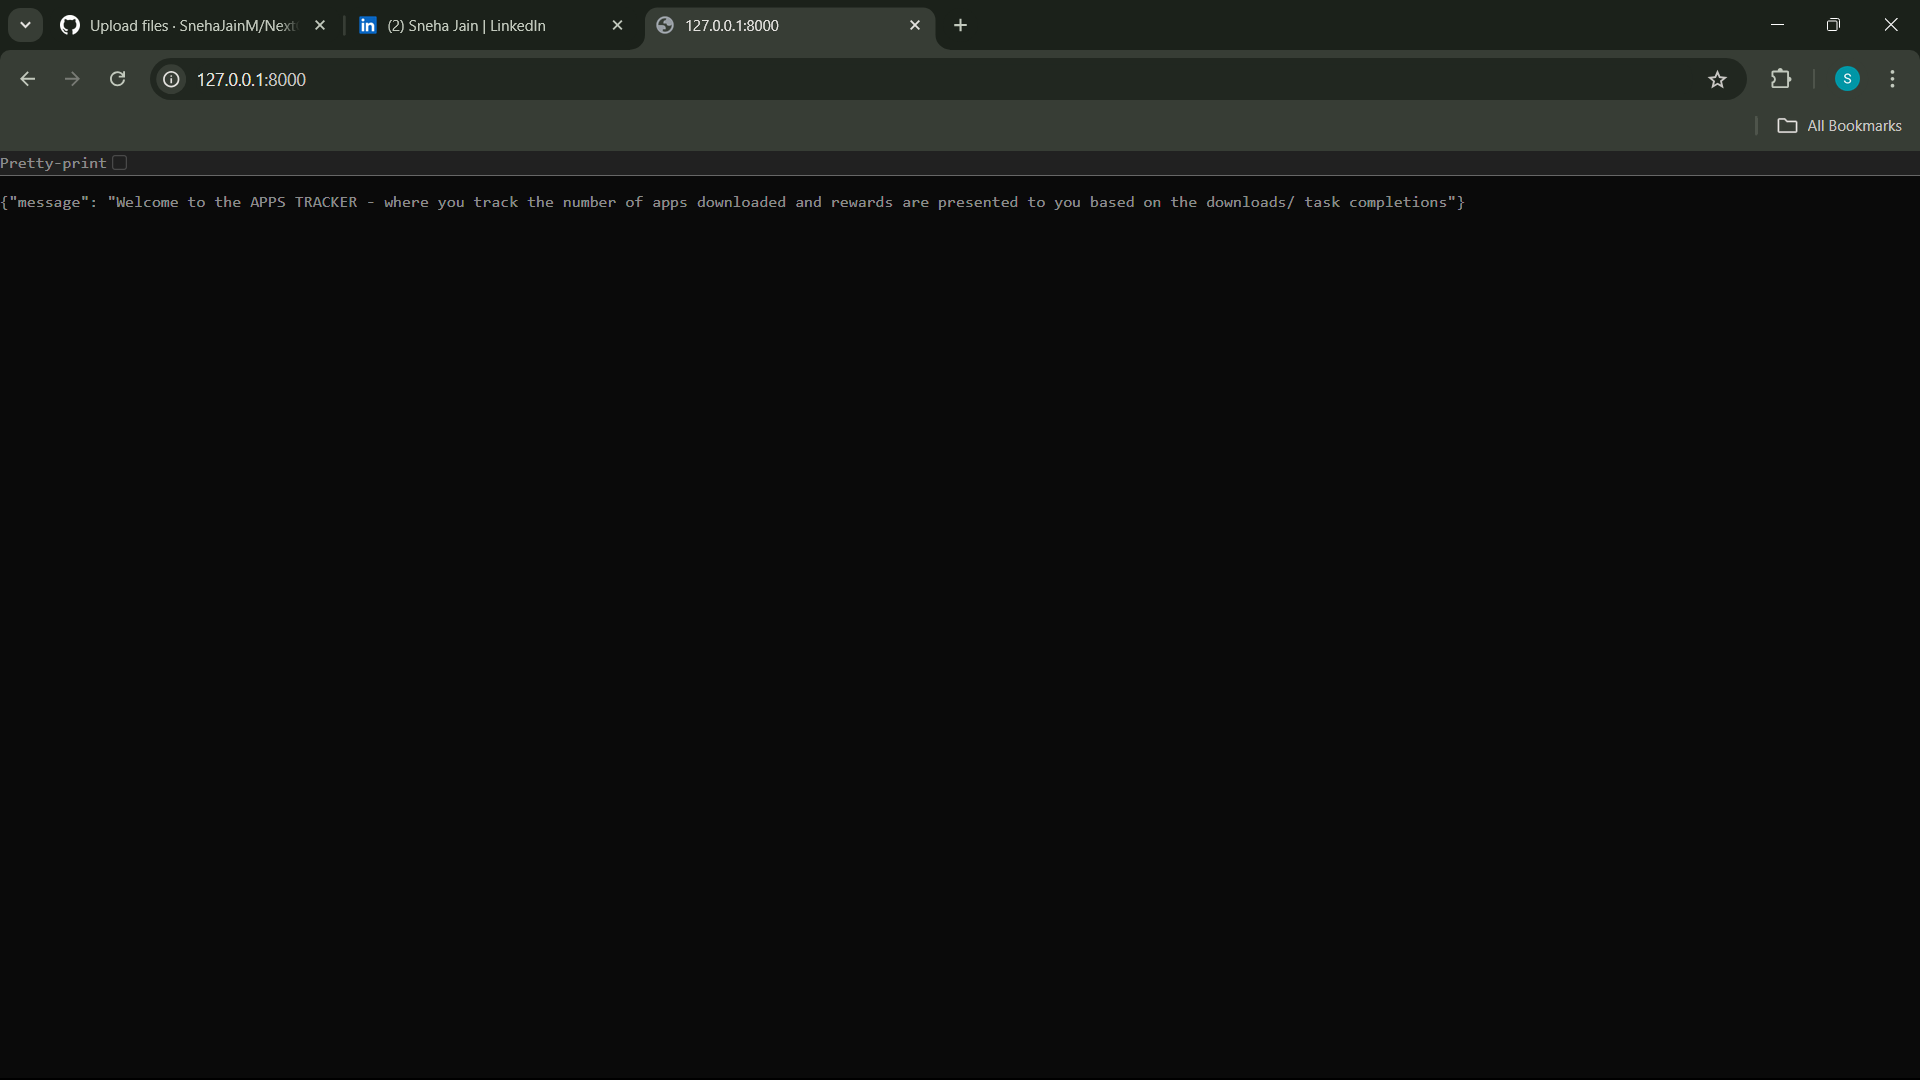 Upload files · SnehaJainM/Next
(2) Sneha Jain | LinkedIn
127.0.0.1:8000
127.0.0.1:8000
S
All Bookmarks
Pretty-print
{"message": "Welcome to the APPS TRACKER - where you track the number of apps downloaded and rewards are presented to you based on the downloads/ task completions"}